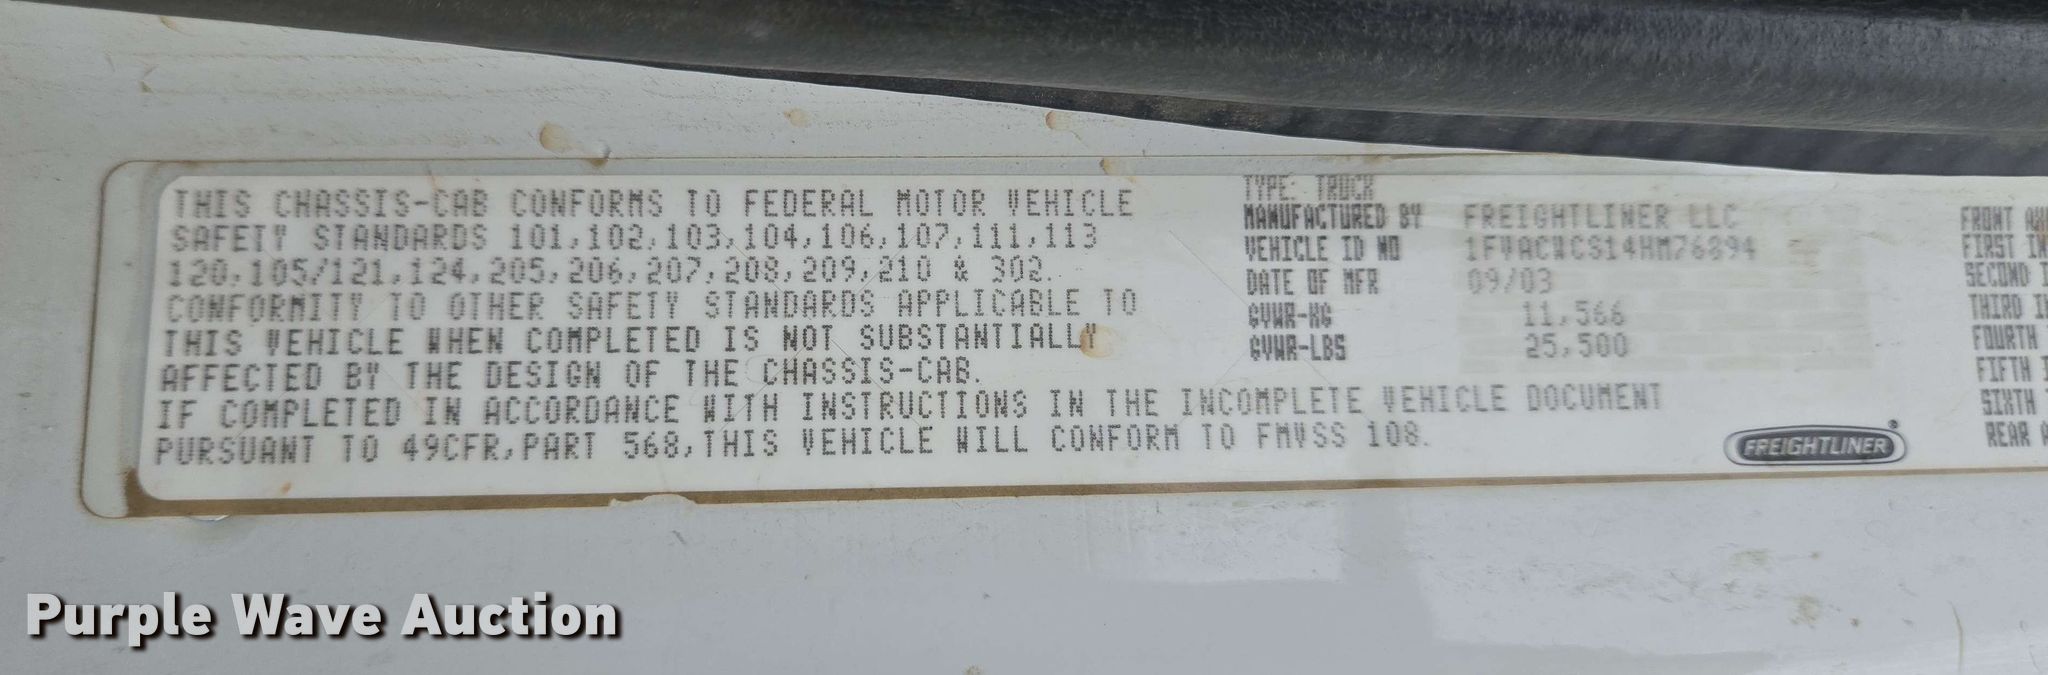 THIS CHASSIS-CAB CONFORMS TO FEDERAL MOTOR VEHICLE
SAFETY STANDARDS 101,102,103,104,106,107,111,113
120,105/121,124,205,206,207,208,209,210 & 302.
CONFORMITY TO OTHER SAFETY STANDARDS APPLICABLE TO
THIS VEHICLE WHEN COMPLETED IS NOT SUBSTANTIALLY
AFFECTED BY THE DESIGN OF THE CHASSIS-CAB.
IF COMPLETED IN ACCORDANCE WITH INSTRUCTIONS IN THE INCOMPLETE VEHICLE DOCUMENT
PURSUANT TO 49CFR,PART 568,THIS VEHICLE WILL CONFORM TO FMVSS 108.
TYPE: TRUCK
MANUFACTURED BY FREIGHTLINER LLC
VEHICLE ID NO 1FVACWCS14HM76894
DATE OF MFR 09/03
GVWR-KG 11,566
GVWR-LBS 25,500
FREIGHTLINER®
FRONT
FIRST
SECOND
THIRD
FOURTH
FIFTH
SIXTH
REAR
Purple Wave Auction